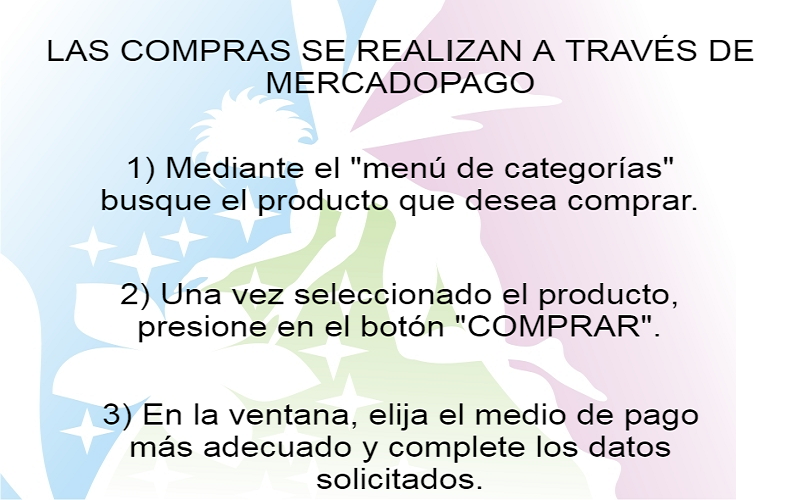 LAS COMPRAS SE REALIZAN A TRAVÉS DE
MERCADOPAGO
1) Mediante el "menú de categorías"
busque el producto que desea comprar.
2) Una vez seleccionado el producto,
presione en el botón "COMPRAR".
3) En la ventana, elija el medio de pago
más adecuado y complete los datos
solicitados.